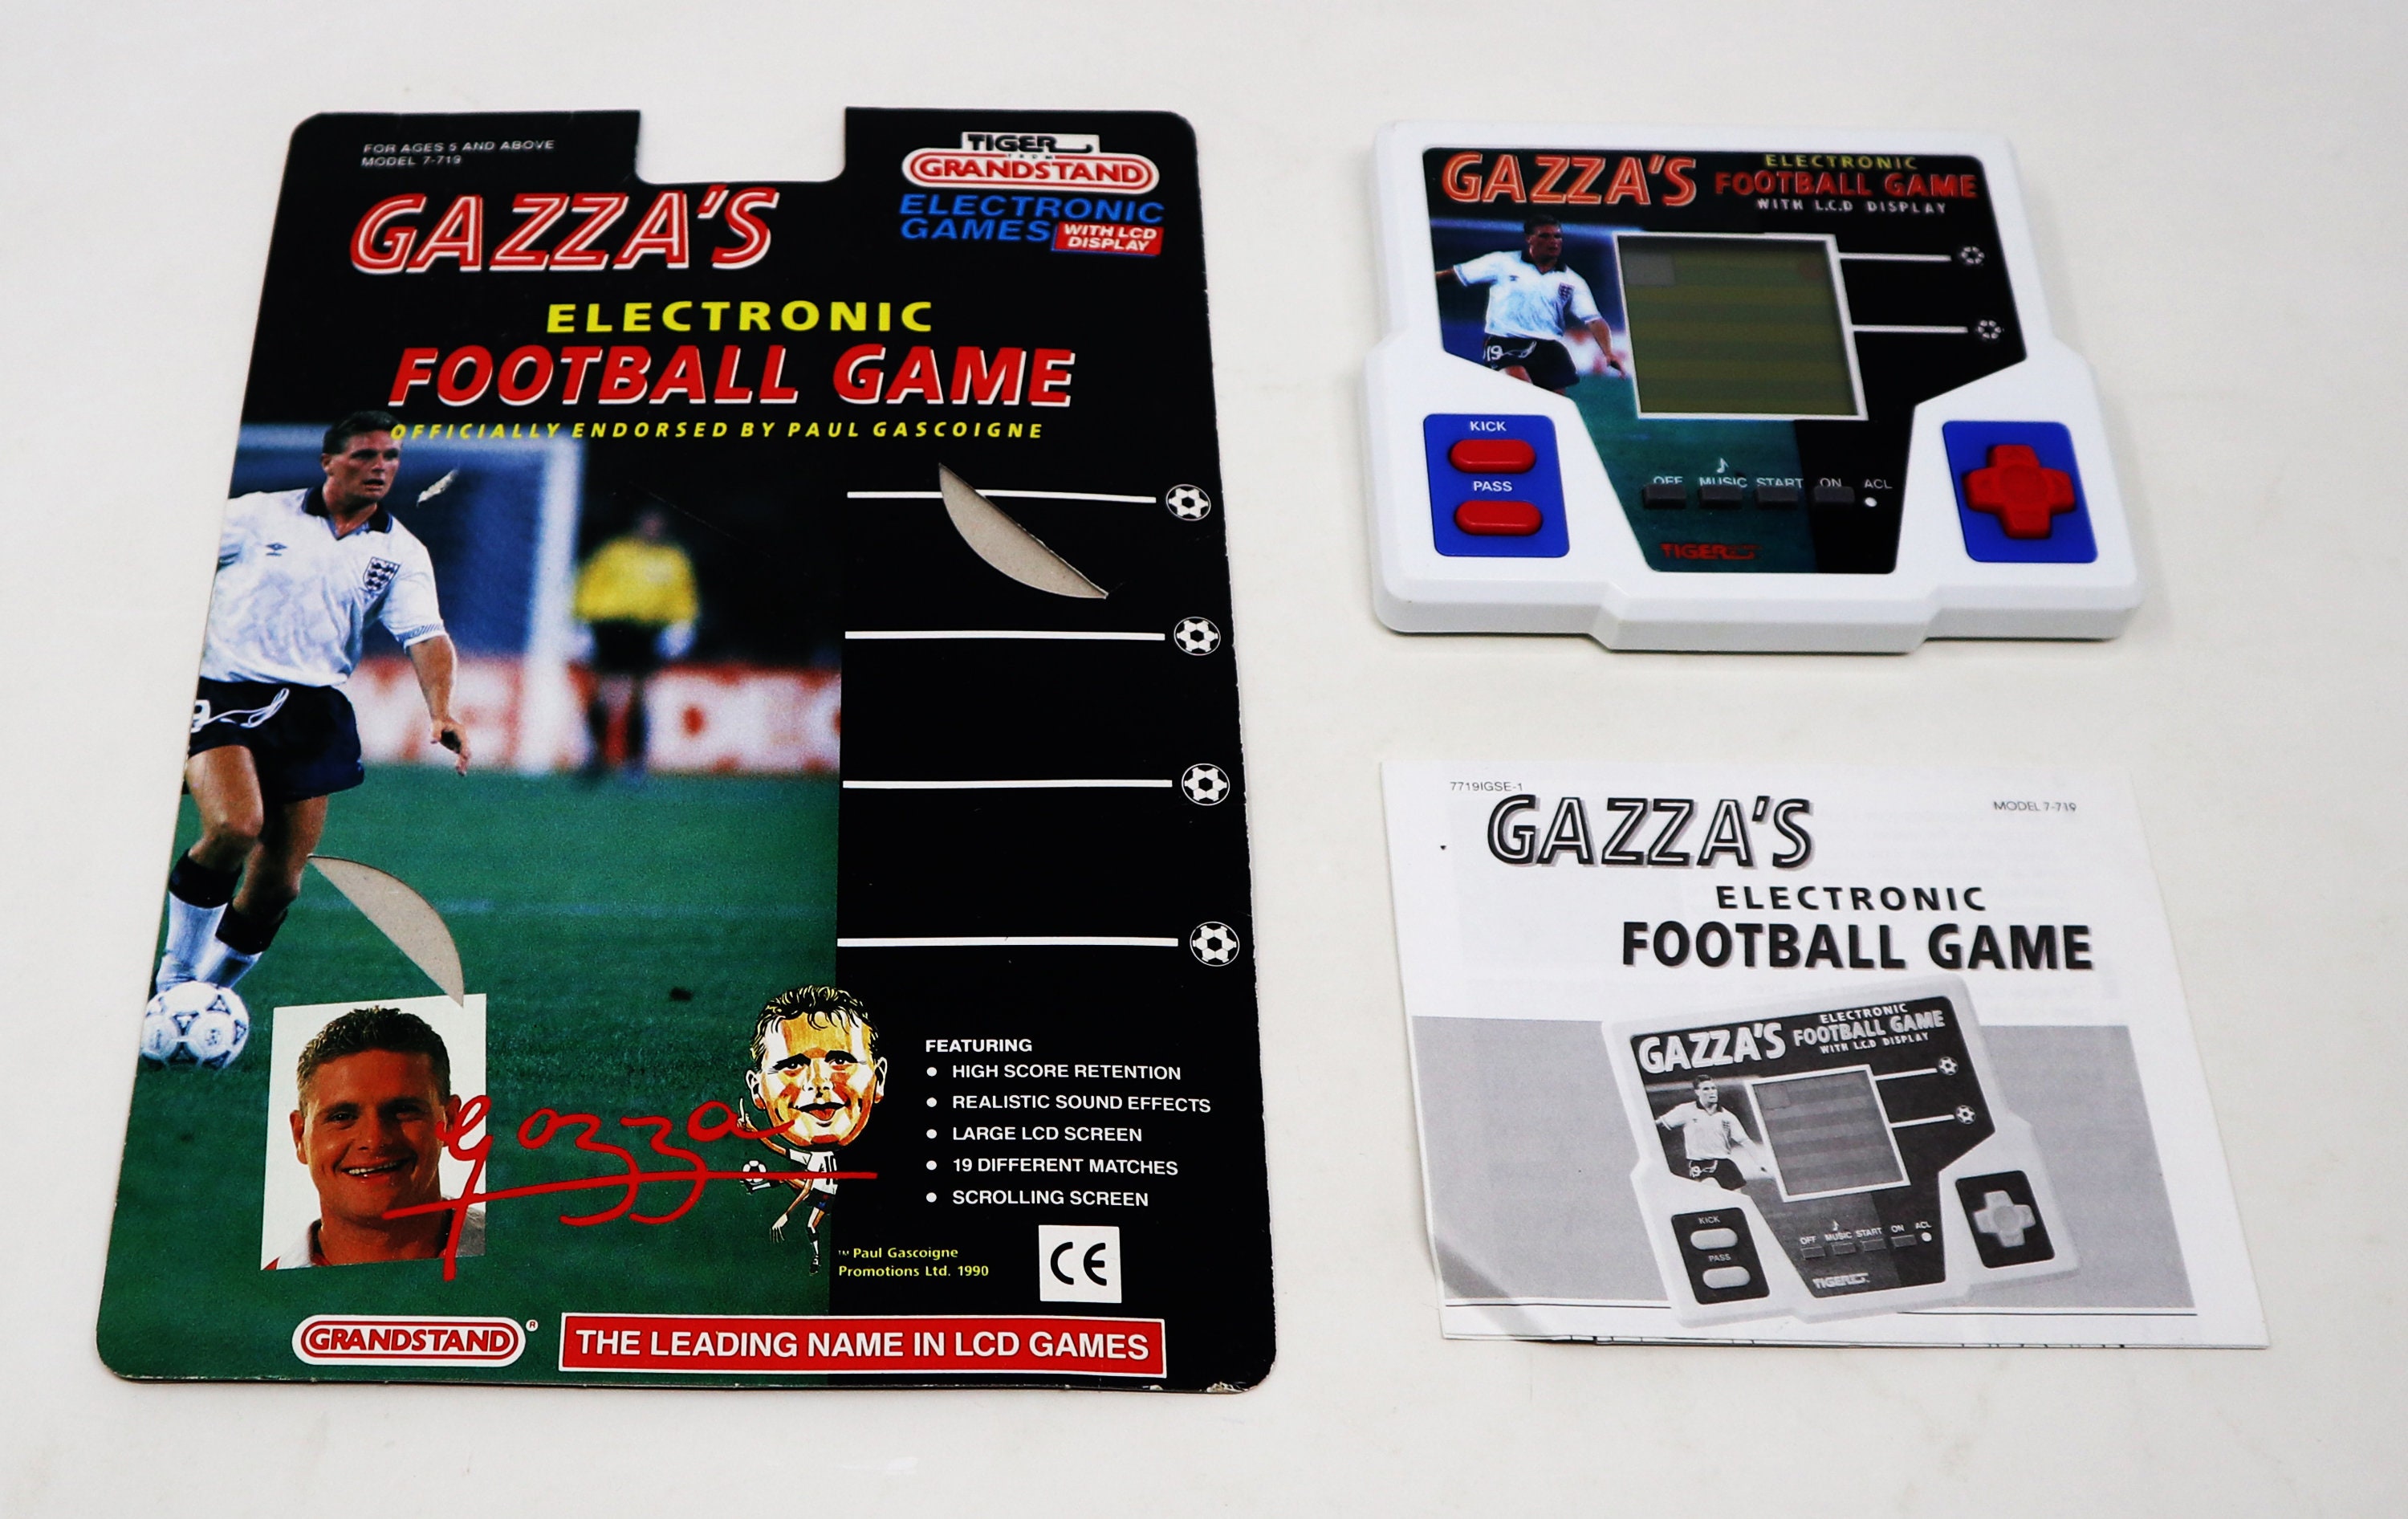 FOR AGES 5 AND ABOVE
MODEL 7-719
TIGER
FROM
GRANDSTAND
ELECTRONIC
GAMES WITH LCD
DISPLAY
GAZZA'S
ELECTRONIC
FOOTBALL GAME
OFFICIALLY ENDORSED BY PAUL GASCOIGNE
9
gazza
FEATURING
• HIGH SCORE RETENTION
• REALISTIC SOUND EFFECTS
• LARGE LCD SCREEN
• 19 DIFFERENT MATCHES
• SCROLLING SCREEN
™ Paul Gascoigne
Promotions Ltd. 1990
CE
GRANDSTAND®
THE LEADING NAME IN LCD GAMES
GAZZA'S ELECTRONIC
FOOTBALL GAME
WITH L.C.D DISPLAY
19
KICK
PASS
OFF MUSIC START ON ACL
TIGER
7719IGSE-1
MODEL 7-719
GAZZA'S
ELECTRONIC
FOOTBALL GAME
GAZZA'S ELECTRONIC
FOOTBALL GAME
WITH L.C.D DISPLAY
19
KICK
PASS
OFF MUSIC START ON ACL
TIGER